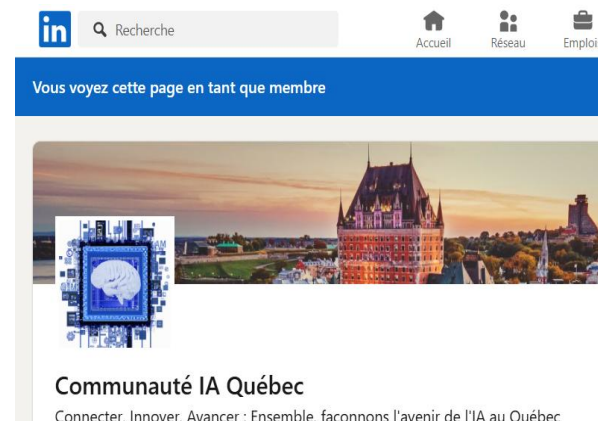 in
Recherche
Accueil
Réseau
Emplois
Vous voyez cette page en tant que membre
Communauté IA Québec
Connecter, Innover, Avancer : Ensemble, façonnons l'avenir de l'IA au Québec